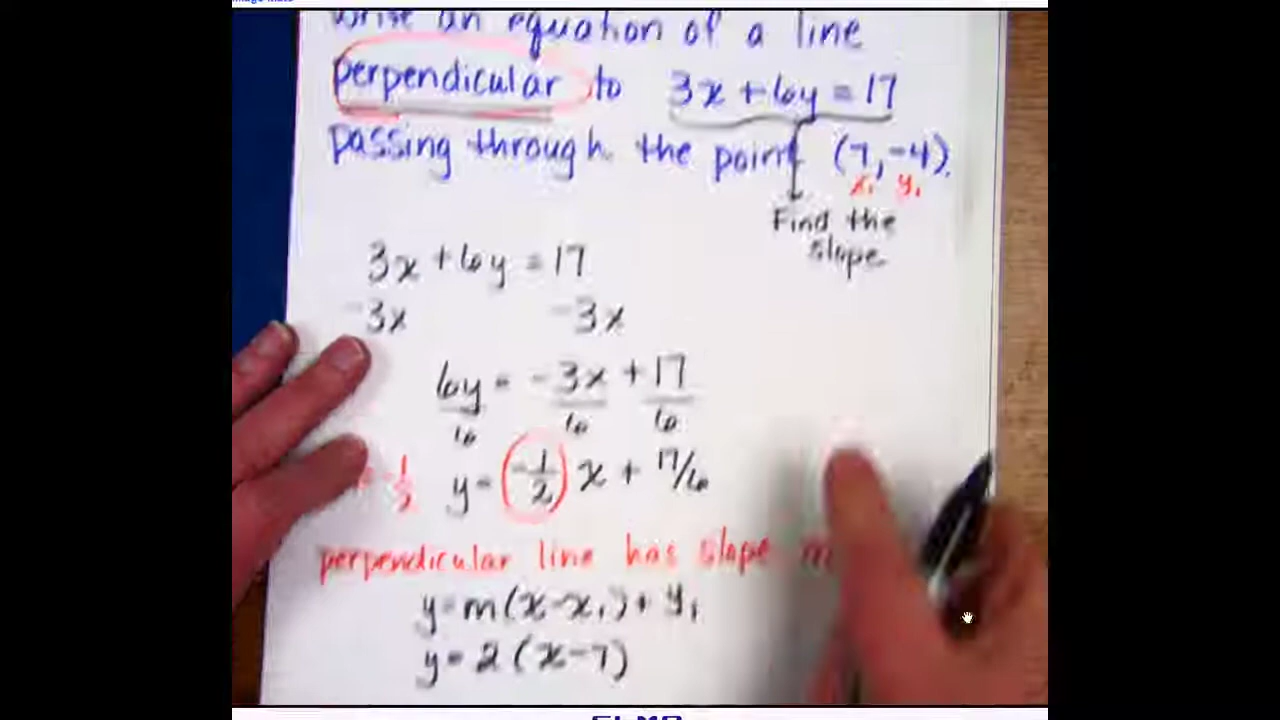 write an equation of a line
perpendicular to 3x + 6y = 17
passing through the point (7, -4).
x₁ y₁
Find the
slope
3x + 6y = 17
-3x -3x
6y = -3x + 17
6 6 6
= -1/2 y = (-1/2) x + 17/6
perpendicular line has slope m
y = m(x - x₁) + y₁
y = 2 (x - 7)